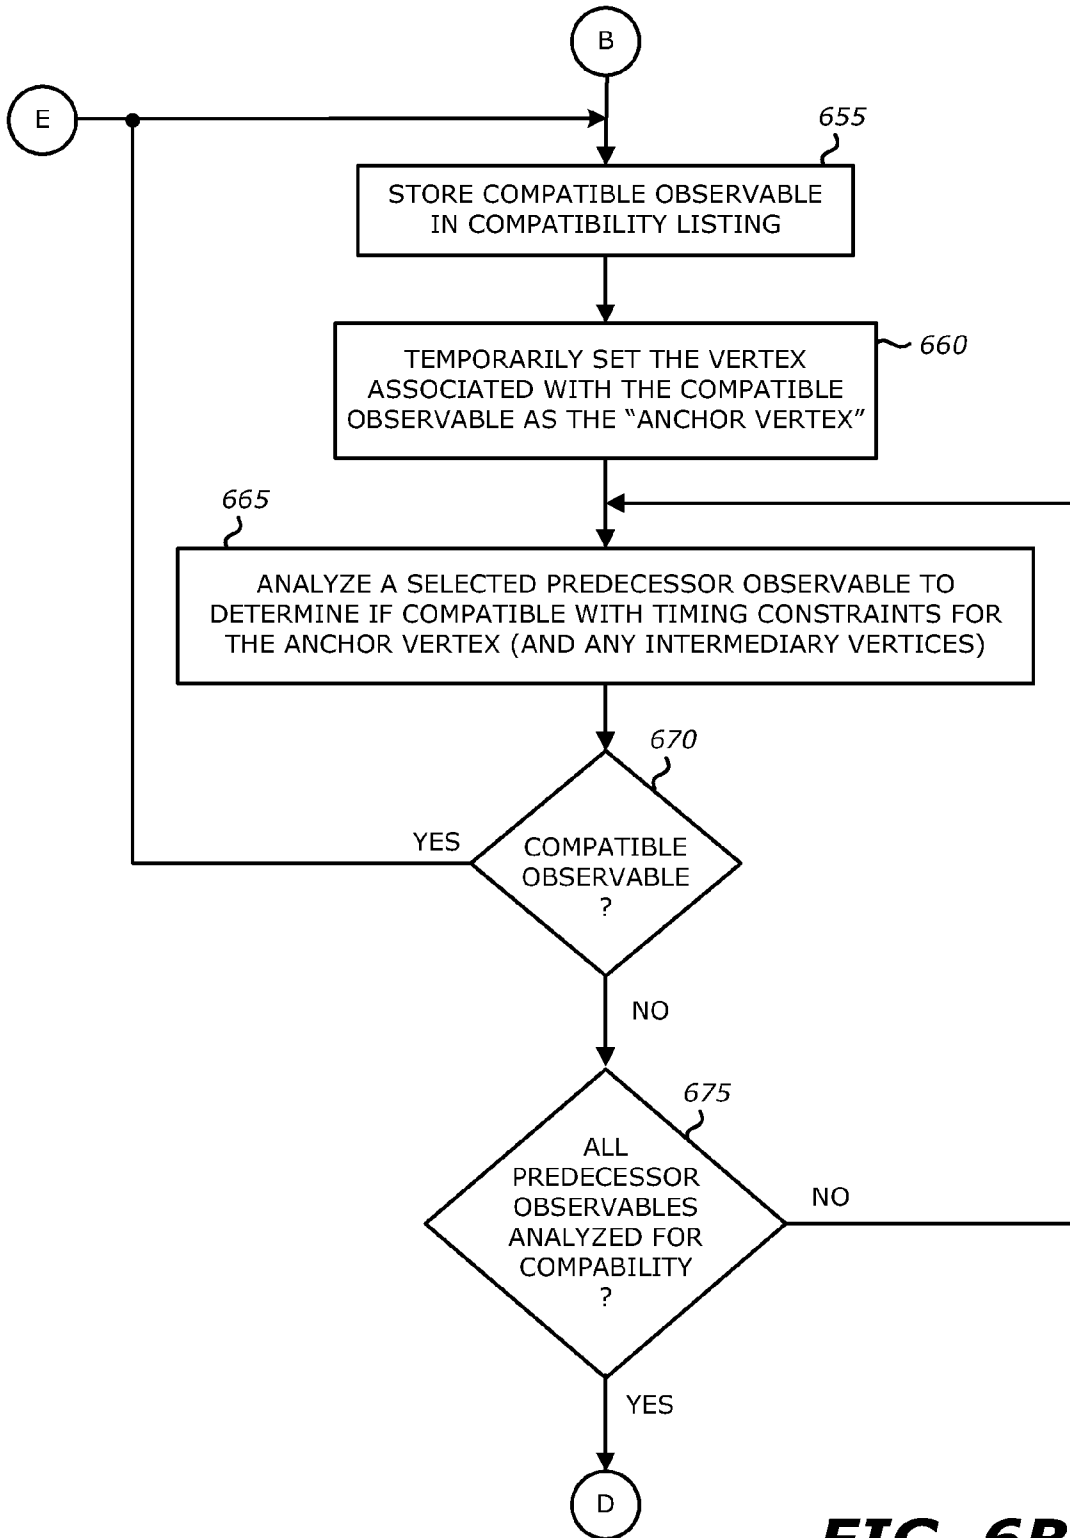 B
E
655
STORE COMPATIBLE OBSERVABLE
IN COMPATIBILITY LISTING
660
TEMPORARILY SET THE VERTEX
ASSOCIATED WITH THE COMPATIBLE
OBSERVABLE AS THE “ANCHOR VERTEX”
665
ANALYZE A SELECTED PREDECESSOR OBSERVABLE TO
DETERMINE IF COMPATIBLE WITH TIMING CONSTRAINTS FOR
THE ANCHOR VERTEX (AND ANY INTERMEDIARY VERTICES)
670
YES
COMPATIBLE
OBSERVABLE
?
NO
675
ALL
PREDECESSOR
OBSERVABLES
ANALYZED FOR
COMPABILITY
?
NO
YES
D
FIG. 6B